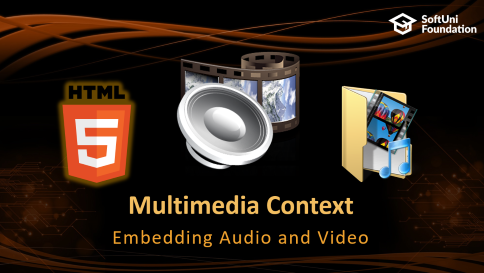 SoftUni
Foundation
HTML
5
Multimedia Context
Embedding Audio and Video